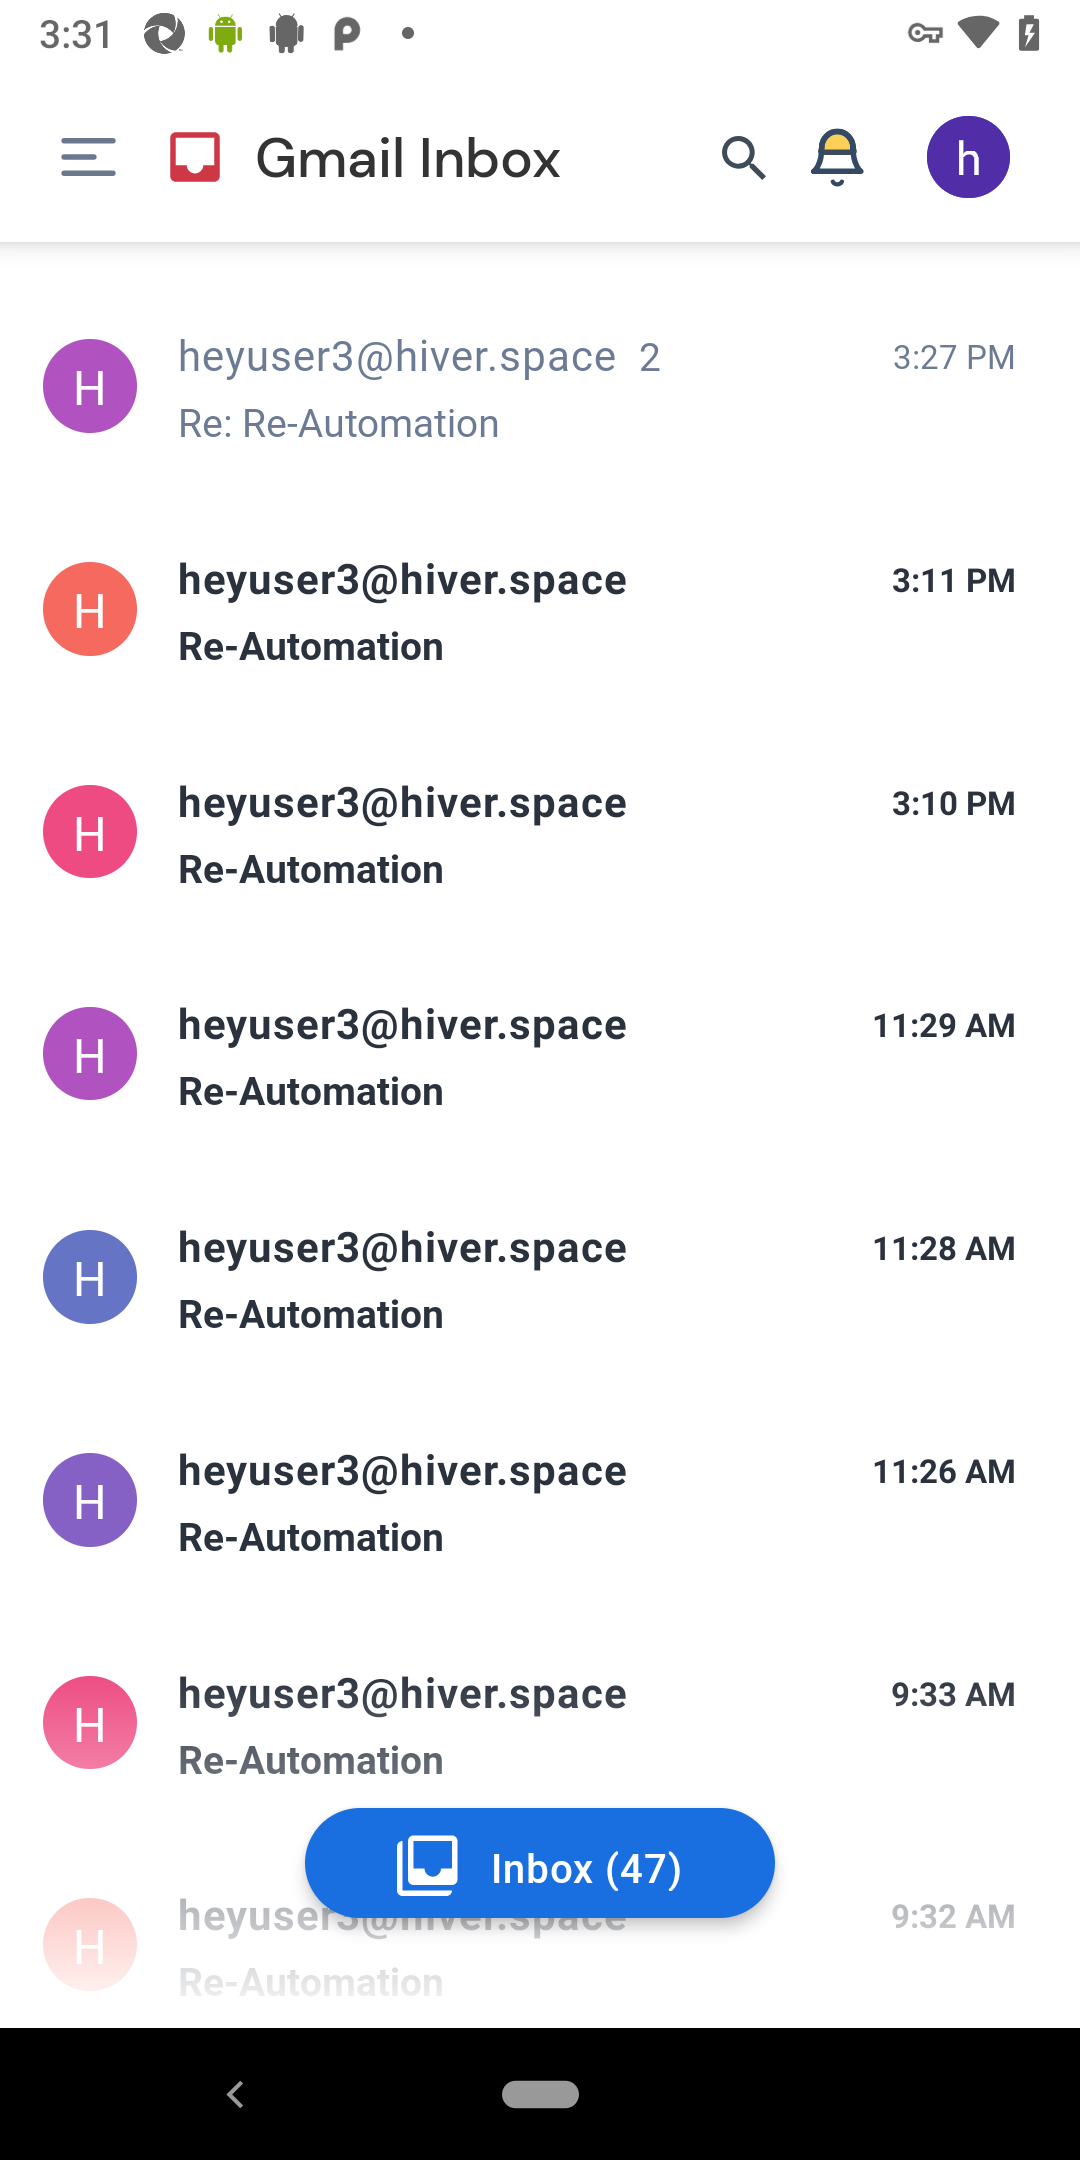 3:31
Gmail Inbox
h
H
heyuser3@hiver.space 2
3:27 PM
Re: Re-Automation
H
heyuser3@hiver.space
3:11 PM
Re-Automation
H
heyuser3@hiver.space
3:10 PM
Re-Automation
H
heyuser3@hiver.space
11:29 AM
Re-Automation
H
heyuser3@hiver.space
11:28 AM
Re-Automation
H
heyuser3@hiver.space
11:26 AM
Re-Automation
H
heyuser3@hiver.space
9:33 AM
Re-Automation
Inbox (47)
H
heyuser3@hiver.space
9:32 AM
Re-Automation